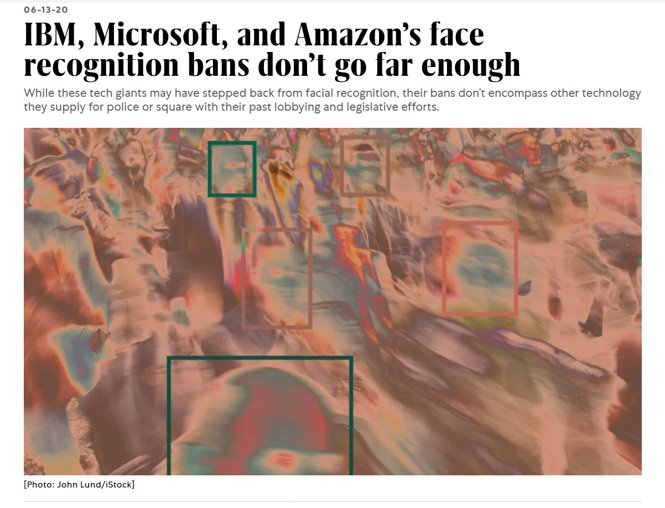 06-13-20
IBM, Microsoft, and Amazon’s face
recognition bans don’t go far enough
While these tech giants may have stepped back from facial recognition, their bans don’t encompass other technology
they supply for police or square with their past lobbying and legislative efforts.
[Photo: John Lund/iStock]